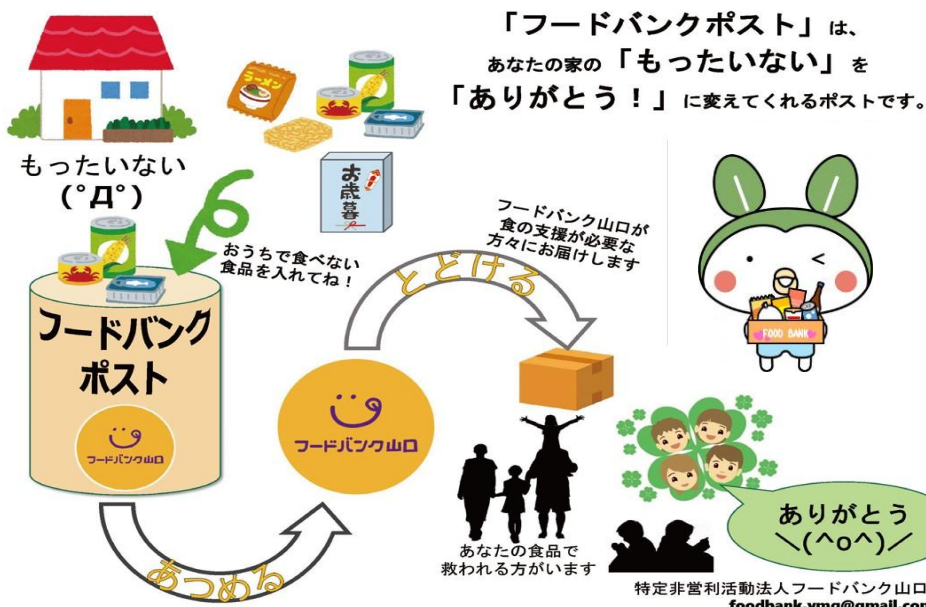 「フードバンクポスト」は、
あなたの家の「もったいない」を
「ありがとう！」に変えてくれるポストです。
ラーメン
もったいない
(°Д°)
お歳暮
おうちで食べない
食品を入れてね！
フードバンク山口が
食の支援が必要な
方々にお届けします
とどける
フードバンク
ポスト
フードバンク山口
フードバンク山口
FOOD BANK
あつめる
あなたの食品で
救われる方がいます
ありがとう
＼(^o^)／
特定非営利活動法人フードバンク山口
foodbank.ymg@gmail.com